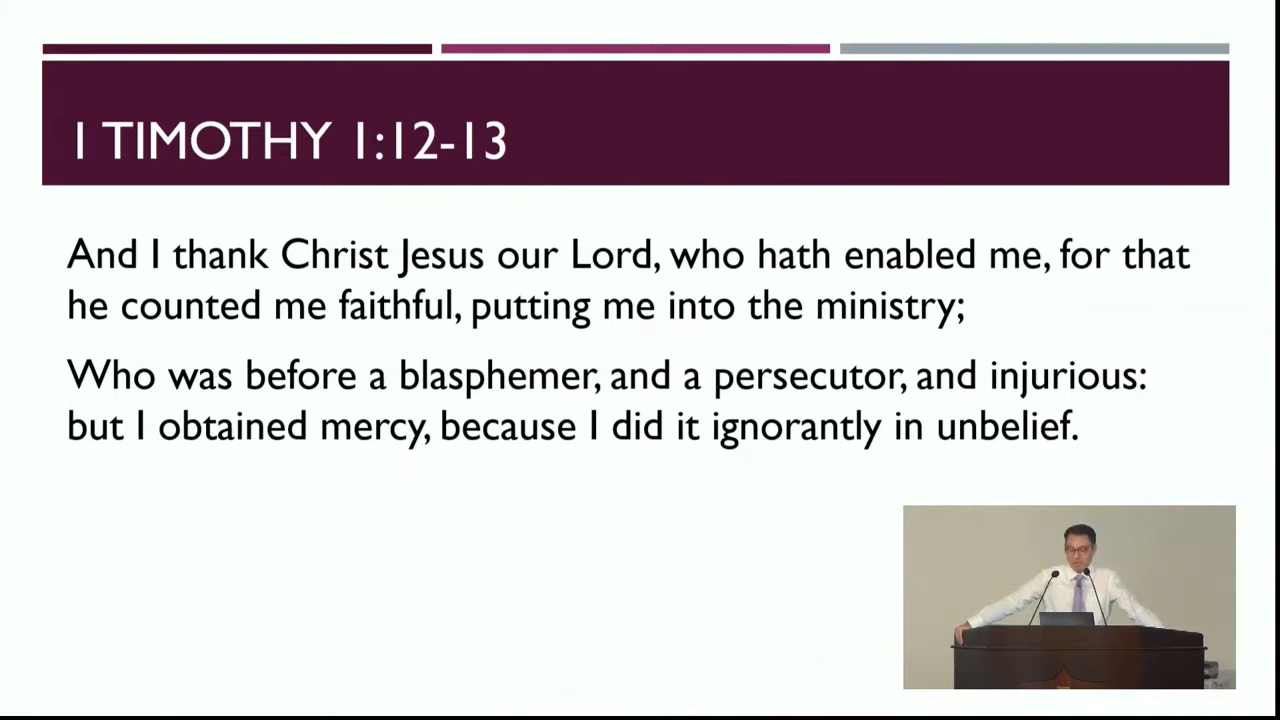 I TIMOTHY 1:12-13
And I thank Christ Jesus our Lord, who hath enabled me, for that
he counted me faithful, putting me into the ministry;
Who was before a blasphemer, and a persecutor, and injurious:
but I obtained mercy, because I did it ignorantly in unbelief.